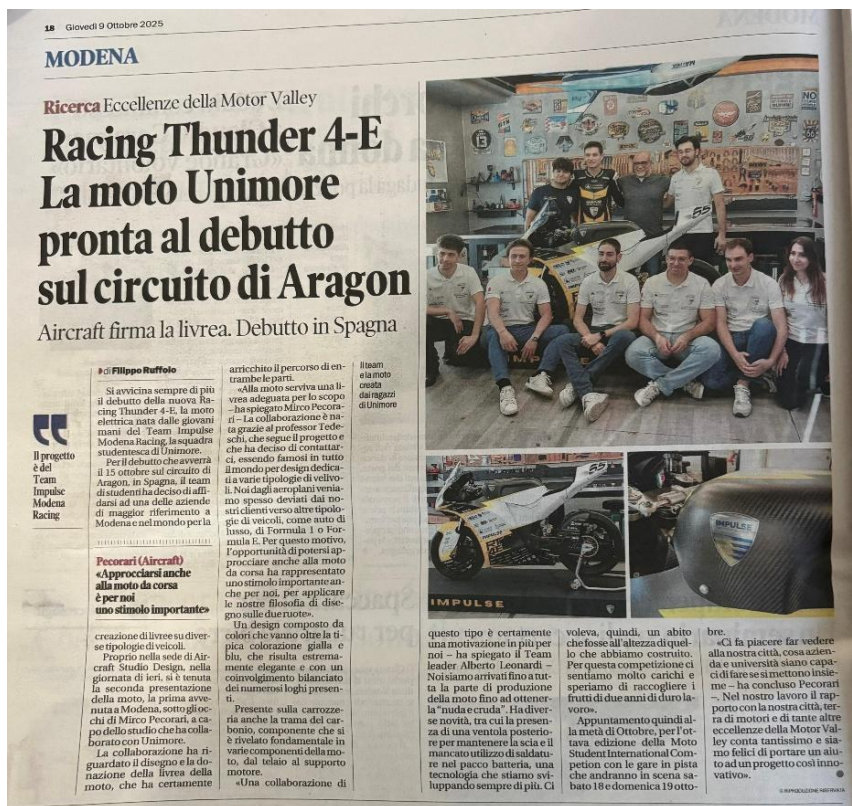 18 Giovedì 9 Ottobre 2025
MODENA
Ricerca Eccellenze della Motor Valley
Racing Thunder 4-E
La moto Unimore
pronta al debutto
sul circuito di Aragon
Aircraft firma la livrea. Debutto in Spagna
Il progetto
è del
Team
Impulse
Modena
Racing
di Filippo Ruffolo
Si avvicina sempre di più
il debutto della nuova Ra-
cing Thunder 4-E, la moto
elettrica nata dalle giovani
mani del Team Impulse
Modena Racing, la squadra
studentesca di Unimore.
Per il debutto che avverrà
il 15 ottobre sul circuito di
Aragon, in Spagna, il team
di studenti ha deciso di affi-
darsi ad una delle aziende
di maggior riferimento a
Modena e nel mondo per la
Pecorari (Aircraft)
«Approcciarsi anche
alla moto da corsa
è per noi
uno stimolo importante»
creazione di livree su diver-
se tipologie di veicoli.
Proprio nella sede di Air-
craft Studio Design, nella
giornata di ieri, si è tenuta
la seconda presentazione
della moto, la prima avve-
nuta a Modena, sotto gli oc-
chi di Mirco Pecorari, a ca-
po dello studio che ha colla-
borato con Unimore.
La collaborazione ha ri-
guardato il disegno e la do-
nazione della livrea della
moto, che ha certamente
arricchito il percorso di en-
trambe le parti.
«Alla moto serviva una li-
vrea adeguata per lo scopo
– ha spiegato Mirco Pecora-
ri – La collaborazione è na-
ta grazie al professor Tede-
schi, che segue il progetto e
che ha deciso di contattar-
ci, essendo famosi in tutto
il mondo per design dedica-
ti a varie tipologie di velivo-
li. Noi dagli aeroplani venia-
mo spesso deviati dai no-
stri clienti verso altre tipolo-
gie di veicoli, come auto di
lusso, di Formula 1 o For-
mula E. Per questo motivo,
l'opportunità di potersi ap-
procciare anche alla moto
da corsa ha rappresentato
uno stimolo importante an-
che per noi, per applicare
le nostre filosofia di dise-
gno sulle due ruote».
Un design composto da
colori che vanno oltre la ti-
pica colorazione gialla e
blu, che risulta estrema-
mente elegante e con un
coinvolgimento bilanciato
dei numerosi loghi presen-
ti.
Presente sulla carrozze-
ria anche la trama del car-
bonio, componente che si
è rivelato fondamentale in
varie componenti della mo-
to, dal telaio al supporto
motore.
«Una collaborazione di
Il team
e la moto
creata
dai ragazzi
di Unimore
55
IMPULSE
IMPULSE
IMPULSE
questo tipo è certamente
una motivazione in più per
noi – ha spiegato il Team
leader Alberto Leonardi –
Noi siamo arrivati fino a tut-
ta la parte di produzione
della moto fino ad ottener-
la "nuda e cruda". Ha diver-
se novità, tra cui la presen-
za di una ventola posterio-
re per mantenere la scia e il
mancato utilizzo di saldatu-
re nel pacco batteria, una
tecnologia che stiamo svi-
luppando sempre di più. Ci
voleva, quindi, un abito
che fosse all'altezza di quel-
lo che abbiamo costruito.
Per questa competizione ci
sentiamo molto carichi e
speriamo di raccogliere i
frutti di due anni di duro la-
voro».
Appuntamento quindi al-
la metà di Ottobre, per l'ot-
tava edizione della Moto
Student International Com-
petion con le gare in pista
che andranno in scena sa-
bato 18 e domenica 19 otto-
bre.
«Ci fa piacere far vedere
alla nostra città, cosa azien-
da e università siano capa-
ci di fare se si mettono insie-
me – ha concluso Pecorari
–. Nel nostro lavoro il rap-
porto con la nostra città, ter-
ra di motori e di tante altre
eccellenze della Motor Val-
ley conta tantissimo e sia-
mo felici di portare un aiu-
to ad un progetto così inno-
vativo».
© RIPRODUZIONE RISERVATA